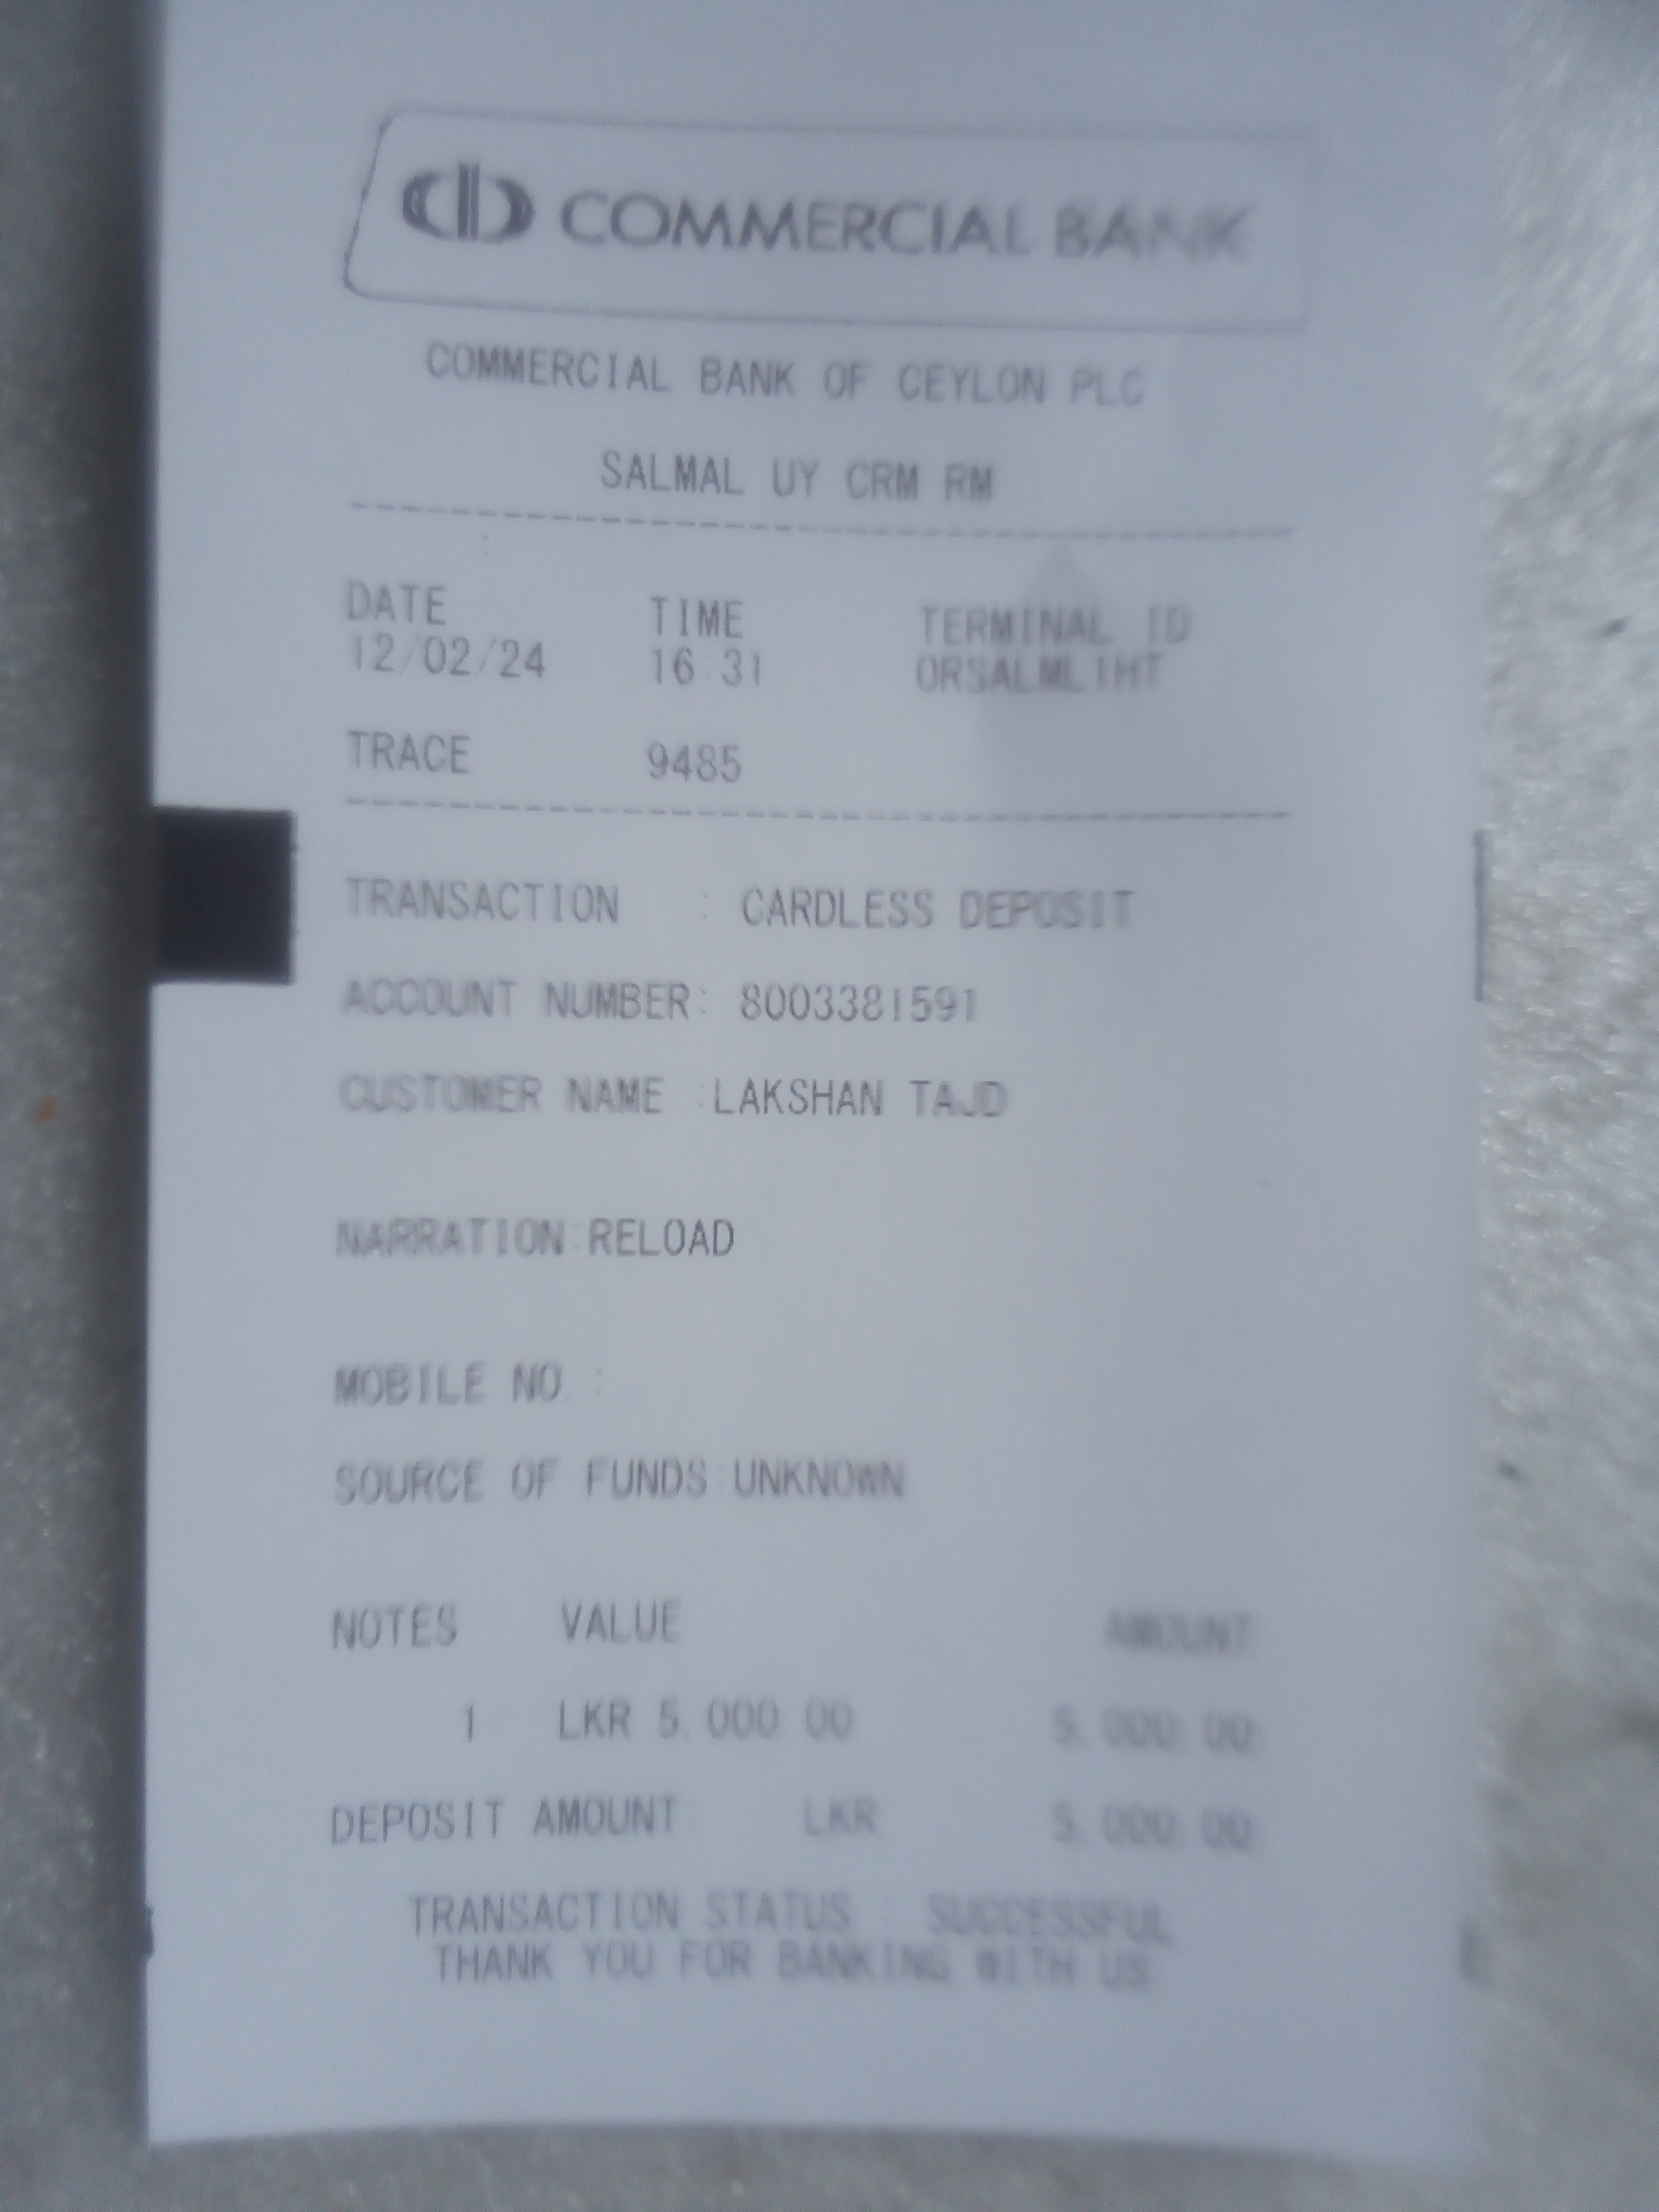 COMMERCIAL BANK
COMMERCIAL BANK OF CEYLON PLC
SALMAL UY CRM RM
DATE TIME TERMINAL ID
12/02/24 16:31 ORSALML1HT
TRACE 9485
TRANSACTION : CARDLESS DEPOSIT
ACCOUNT NUMBER: 8003381591
CUSTOMER NAME :LAKSHAN TAJD
NARRATION:RELOAD
MOBILE NO :
SOURCE OF FUNDS:UNKNOWN
NOTES VALUE AMOUNT
1 LKR 5,000.00 5,000.00
DEPOSIT AMOUNT LKR 5,000.00
TRANSACTION STATUS : SUCCESSFUL
THANK YOU FOR BANKING WITH US